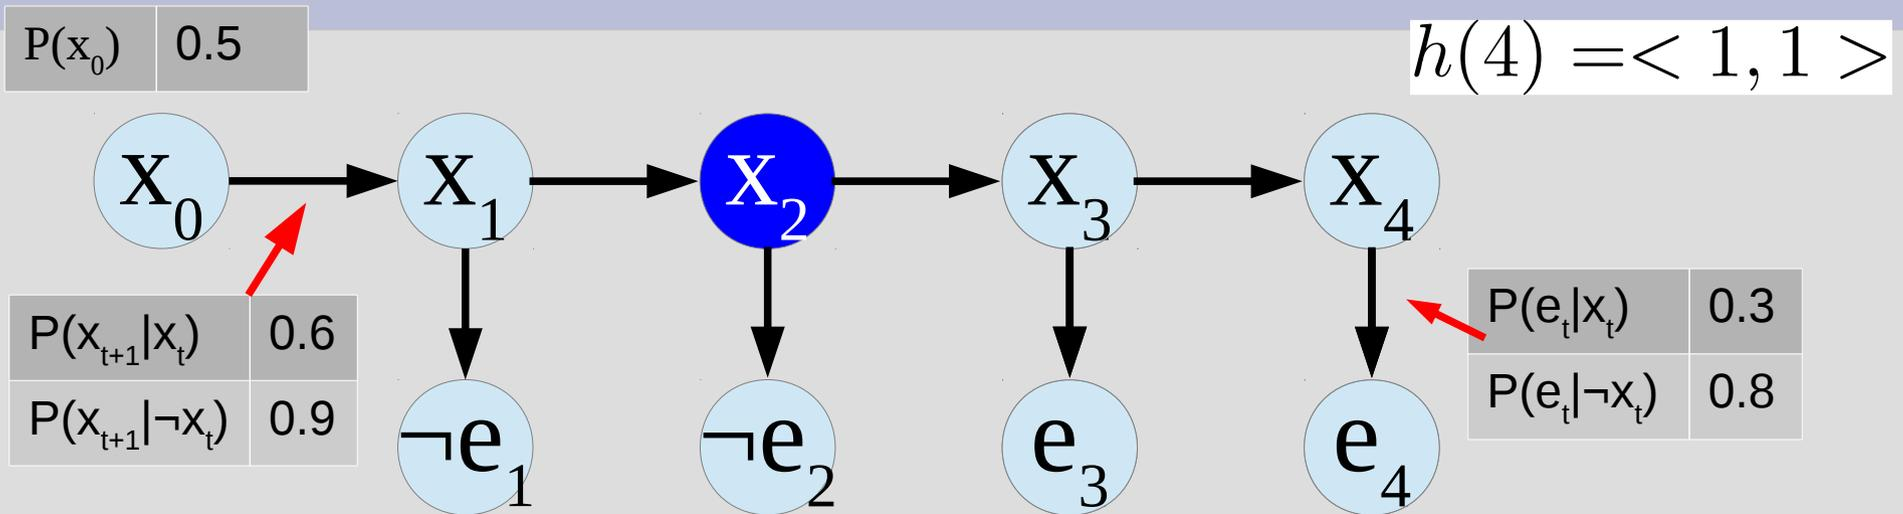 P(x₀) 0.5
h(4) =< 1, 1 >
x₀ x₁ x₂ x₃ x₄
P(xₜ₊₁|xₜ) 0.6
P(xₜ₊₁|¬xₜ) 0.9
P(eₜ|xₜ) 0.3
P(eₜ|¬xₜ) 0.8
¬e₁ ¬e₂ e₃ e₄